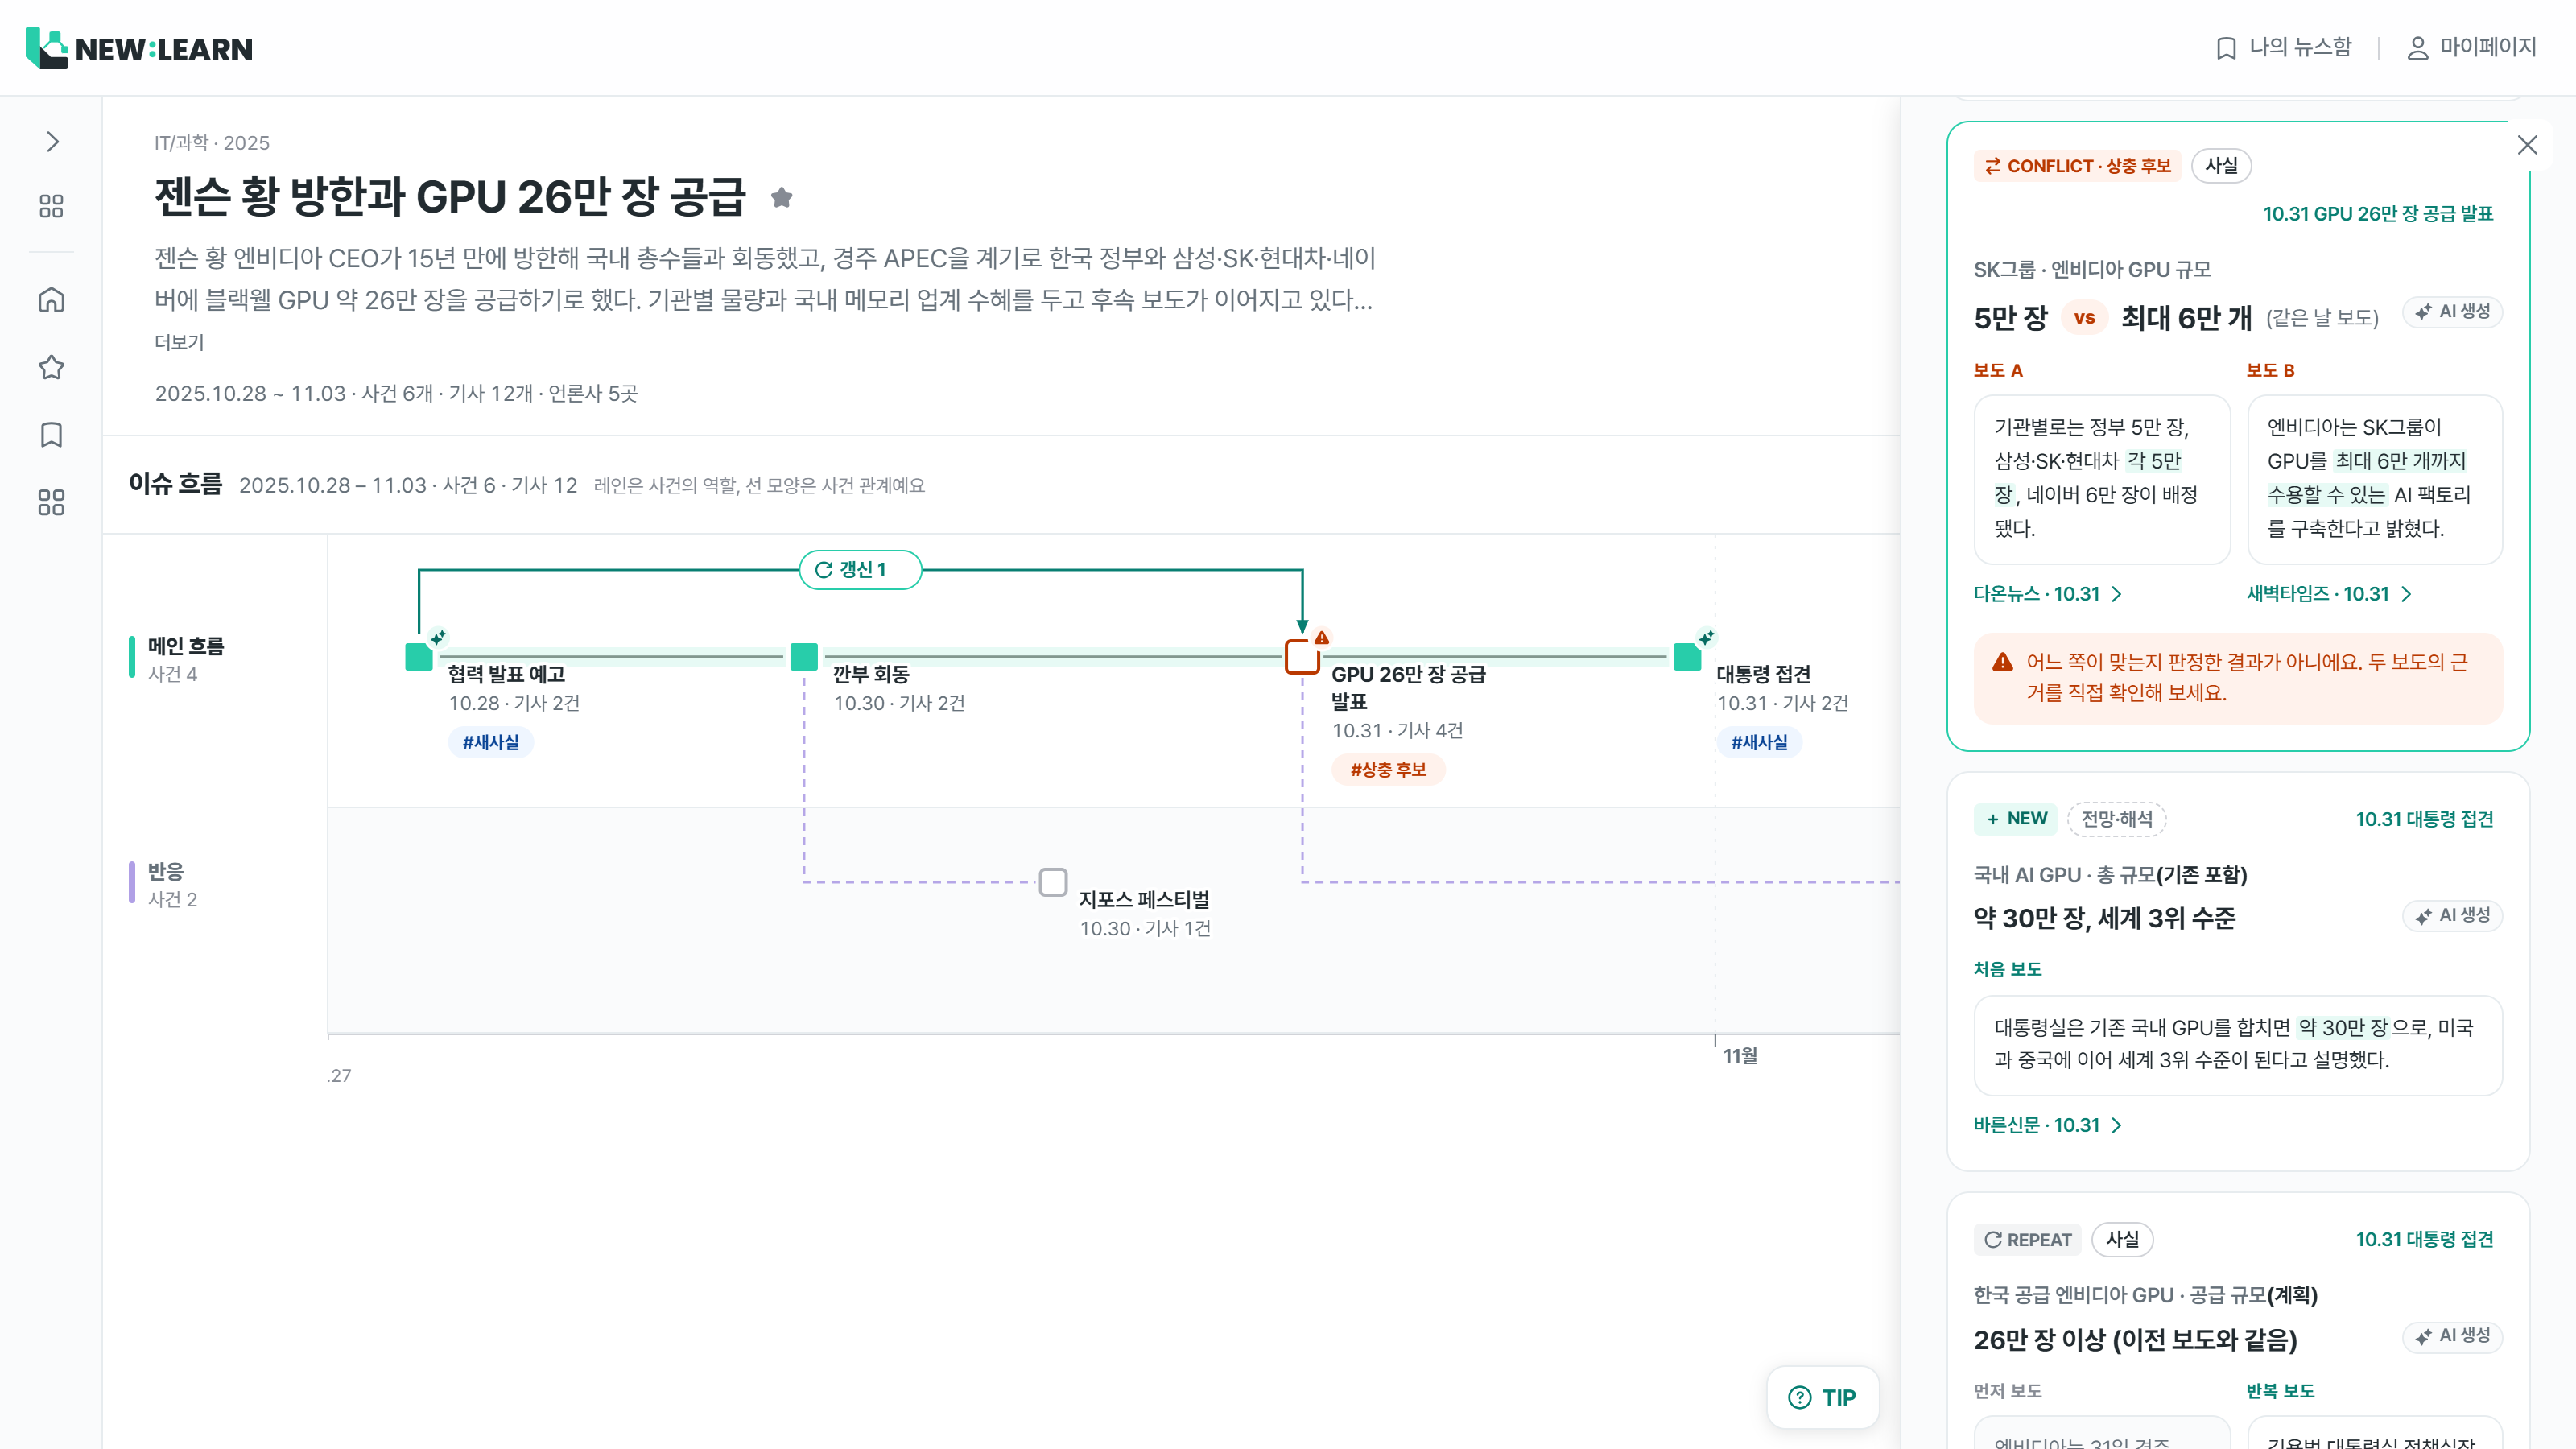 NEW:LEARN
나의 뉴스함
마이페이지
IT/과학 · 2025
젠슨 황 방한과 GPU 26만 장 공급
젠슨 황 엔비디아 CEO가 15년 만에 방한해 국내 총수들과 회동했고, 경주 APEC을 계기로 한국 정부와 삼성·SK·현대차·네이
버에 블랙웰 GPU 약 26만 장을 공급하기로 했다. 기관별 물량과 국내 메모리 업계 수혜를 두고 후속 보도가 이어지고 있다...
더보기
2025.10.28 ~ 11.03 · 사건 6개 · 기사 12개 · 언론사 5곳
이슈 흐름 2025.10.28 – 11.03 · 사건 6 · 기사 12 레인은 사건의 역할, 선 모양은 사건 관계예요
갱신 1
메인 흐름
사건 4
협력 발표 예고
10.28 · 기사 2건
#새사실
깐부 회동
10.30 · 기사 2건
GPU 26만 장 공급
발표
10.31 · 기사 4건
#상충 후보
대통령 접견
10.31 · 기사 2건
#새사실
반응
사건 2
지포스 페스티벌
10.30 · 기사 1건
.27
11월
TIP
CONFLICT · 상충 후보
사실
10.31 GPU 26만 장 공급 발표
SK그룹 · 엔비디아 GPU 규모
5만 장 vs 최대 6만 개 (같은 날 보도)
AI 생성
보도 A
기관별로는 정부 5만 장,
삼성·SK·현대차 각 5만
장, 네이버 6만 장이 배정
됐다.
다온뉴스 · 10.31
보도 B
엔비디아는 SK그룹이
GPU를 최대 6만 개까지
수용할 수 있는 AI 팩토리
를 구축한다고 밝혔다.
새벽타임즈 · 10.31
어느 쪽이 맞는지 판정한 결과가 아니에요. 두 보도의 근
거를 직접 확인해 보세요.
+ NEW
전망·해석
10.31 대통령 접견
국내 AI GPU · 총 규모(기존 포함)
약 30만 장, 세계 3위 수준
AI 생성
처음 보도
대통령실은 기존 국내 GPU를 합치면 약 30만 장으로, 미국
과 중국에 이어 세계 3위 수준이 된다고 설명했다.
바른신문 · 10.31
REPEAT
사실
10.31 대통령 접견
한국 공급 엔비디아 GPU · 공급 규모(계획)
26만 장 이상 (이전 보도와 같음)
AI 생성
먼저 보도
엔비디아는 31일 경주
반복 보도
김용범 대통령실 정책실장